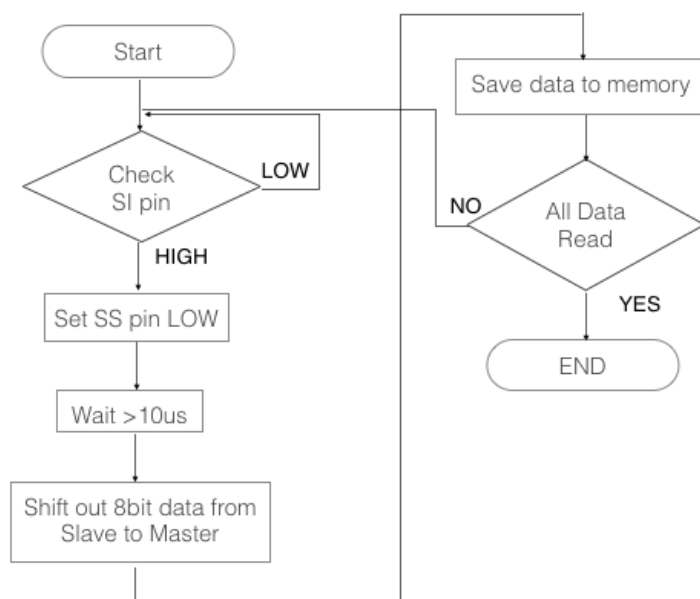 Start
Check
SI pin
LOW
HIGH
Set SS pin LOW
Wait >10us
Shift out 8bit data from
Slave to Master
Save data to memory
All Data
Read
NO
YES
END